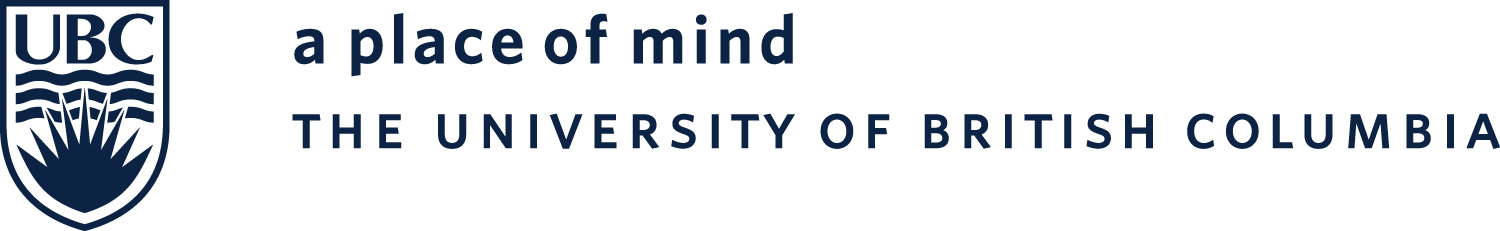 UBC
a place of mind
THE UNIVERSITY OF BRITISH COLUMBIA